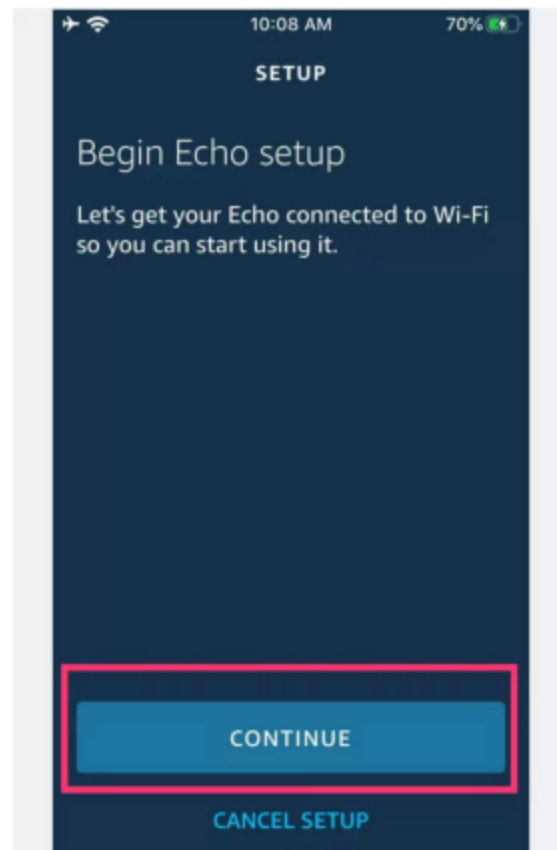 10:08 AM 70%
SETUP
Begin Echo setup
Let's get your Echo connected to Wi-Fi
so you can start using it.
CONTINUE
CANCEL SETUP